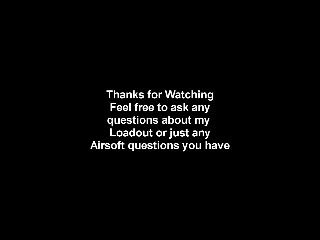 Thanks for Watching
Feel free to ask any
questions about my
Loadout or just any
Airsoft questions you have